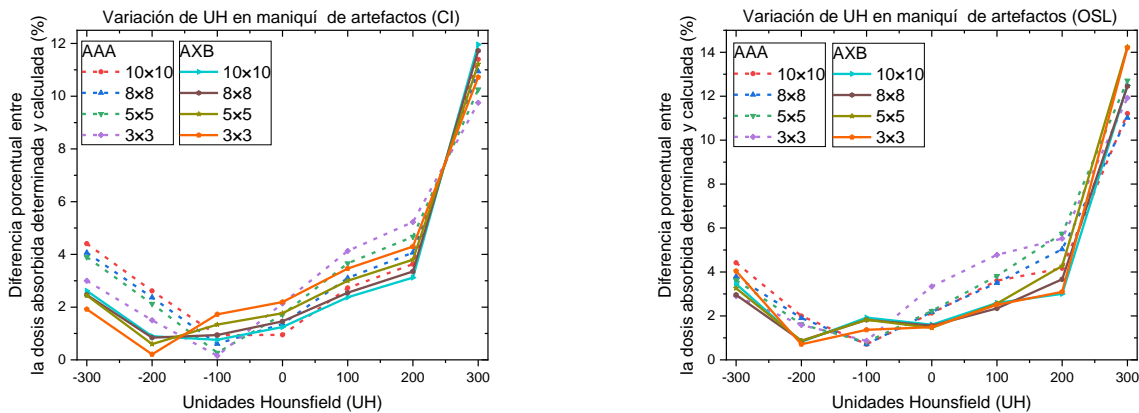 Variación de UH en maniquí de artefactos (CI)
Diferencia porcentual entre
la dosis absorbida determinada y calculada (%)
12
10
8
6
4
2
0
AAA AXB
10×10 10×10
8×8 8×8
5×5 5×5
3×3 3×3
-300 -200 -100 0 100 200 300
Unidades Hounsfield (UH)
Variación de UH en maniquí de artefactos (OSL)
Diferencia porcentual entre
la dosis absorbida determinada y calculada (%)
14
12
10
8
6
4
2
0
AAA AXB
10×10 10×10
8×8 8×8
5×5 5×5
3×3 3×3
-300 -200 -100 0 100 200 300
Unidades Hounsfield (UH)